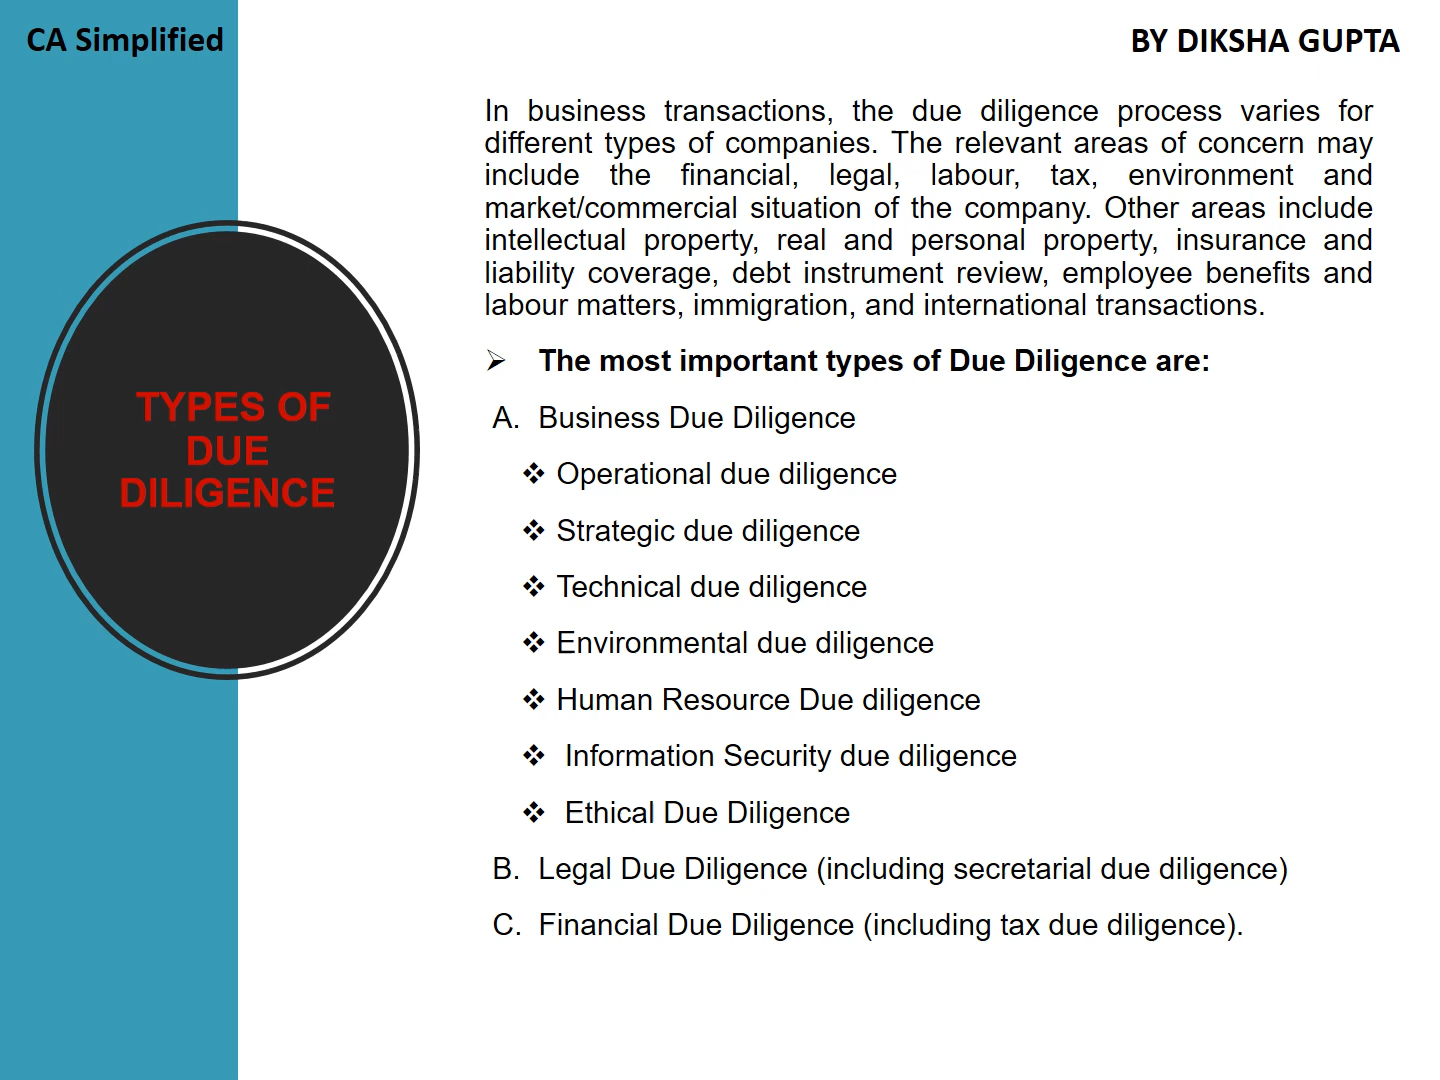 CA Simplified
BY DIKSHA GUPTA
TYPES OF
DUE
DILIGENCE
In business transactions, the due diligence process varies for
different types of companies. The relevant areas of concern may
include the financial, legal, labour, tax, environment and
market/commercial situation of the company. Other areas include
intellectual property, real and personal property, insurance and
liability coverage, debt instrument review, employee benefits and
labour matters, immigration, and international transactions.
➢ The most important types of Due Diligence are:
A. Business Due Diligence
❖ Operational due diligence
❖ Strategic due diligence
❖ Technical due diligence
❖ Environmental due diligence
❖ Human Resource Due diligence
❖ Information Security due diligence
❖ Ethical Due Diligence
B. Legal Due Diligence (including secretarial due diligence)
C. Financial Due Diligence (including tax due diligence).